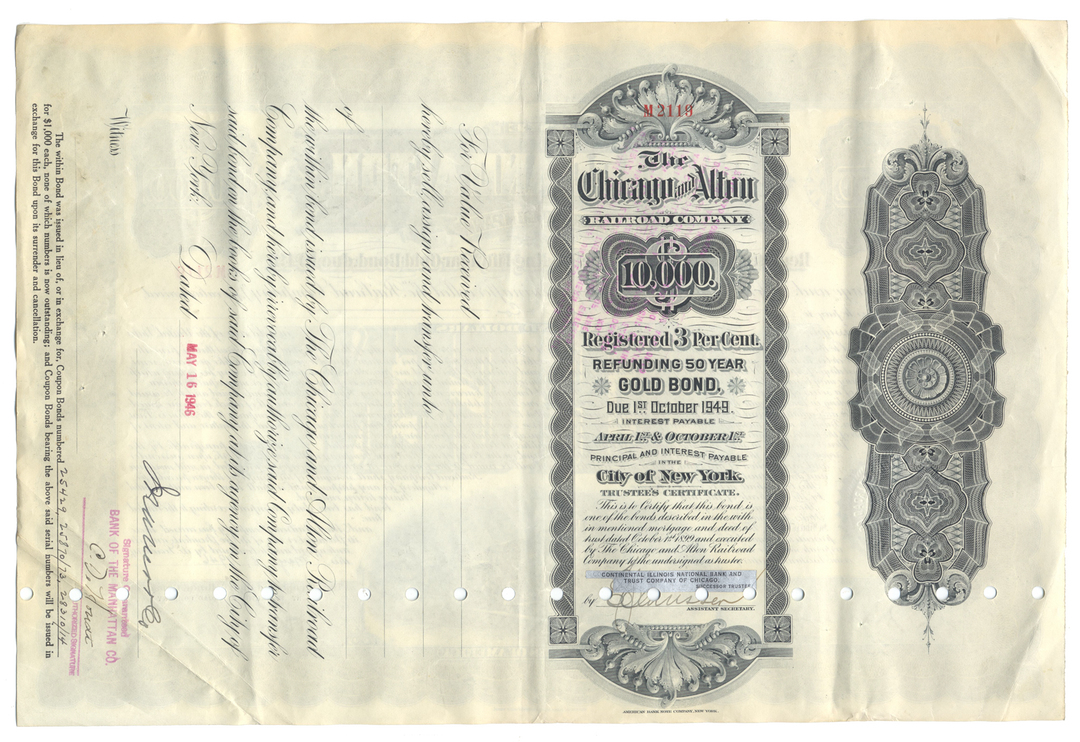 M2119
The
Chicago and Alton
RAILROAD COMPANY
$10,000.
Registered 3 Per Cent.
REFUNDING 50 YEAR
GOLD BOND,
Due 1ST October 1949.
INTEREST PAYABLE
APRIL 1ST & OCTOBER 1ST
PRINCIPAL AND INTEREST PAYABLE
IN THE
City of New York.
TRUSTEE'S CERTIFICATE.
This is to Certify that this bond is
one of the bonds described in the with-
in-mentioned mortgage and deed of
trust dated October 1st 1899 and executed
by The Chicago and Alton Railroad
Company to the undersigned as trustee.
CONTINENTAL ILLINOIS NATIONAL BANK AND
TRUST COMPANY OF CHICAGO,
SUCCESSOR TRUSTEE
by
ASSISTANT SECRETARY.
AMERICAN BANK NOTE COMPANY, NEW YORK.
For Value Received
hereby sell, assign and transfer unto
of
the within bond issued by The Chicago and Alton Railroad
Company, and hereby irrevocably authorize said Company to transfer
said bond on the books of said Company at its agency in the City of
New York.
Dated MAY 16 1946
Witness
Signature Guaranteed
BANK OF THE MANHATTAN CO.
AUTHORIZED SIGNATURE
The within Bond was issued in lieu of, or in exchange for, Coupon Bonds numbered 25429, 25870/73, 28310/14
for $1,000 each, none of which numbers is now outstanding; and Coupon Bonds bearing the above said serial numbers will be issued in
exchange for this Bond upon its surrender and cancellation.